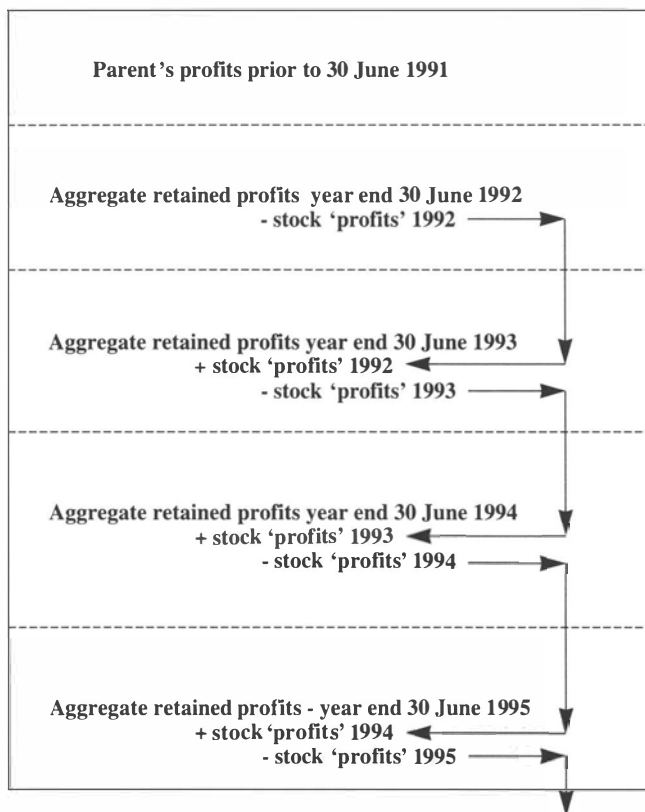 Parent's profits prior to 30 June 1991
Aggregate retained profits year end 30 June 1992
- stock 'profits' 1992
Aggregate retained profits year end 30 June 1993
+ stock 'profits' 1992
- stock 'profits' 1993
Aggregate retained profits year end 30 June 1994
+ stock 'profits' 1993
- stock 'profits' 1994
Aggregate retained profits - year end 30 June 1995
+ stock 'profits' 1994
- stock 'profits' 1995